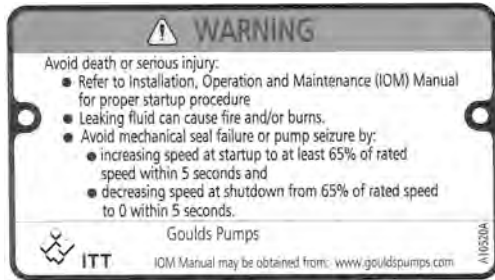 WARNING
Avoid death or serious injury:
● Refer to Installation, Operation and Maintenance (IOM) Manual
for proper startup procedure
● Leaking fluid can cause fire and/or burns.
● Avoid mechanical seal failure or pump seizure by:
● increasing speed at startup to at least 65% of rated
speed within 5 seconds and
● decreasing speed at shutdown from 65% of rated speed
to 0 within 5 seconds.
Goulds Pumps
ITT
IOM Manual may be obtained from: www.gouldspumps.com
A10520A